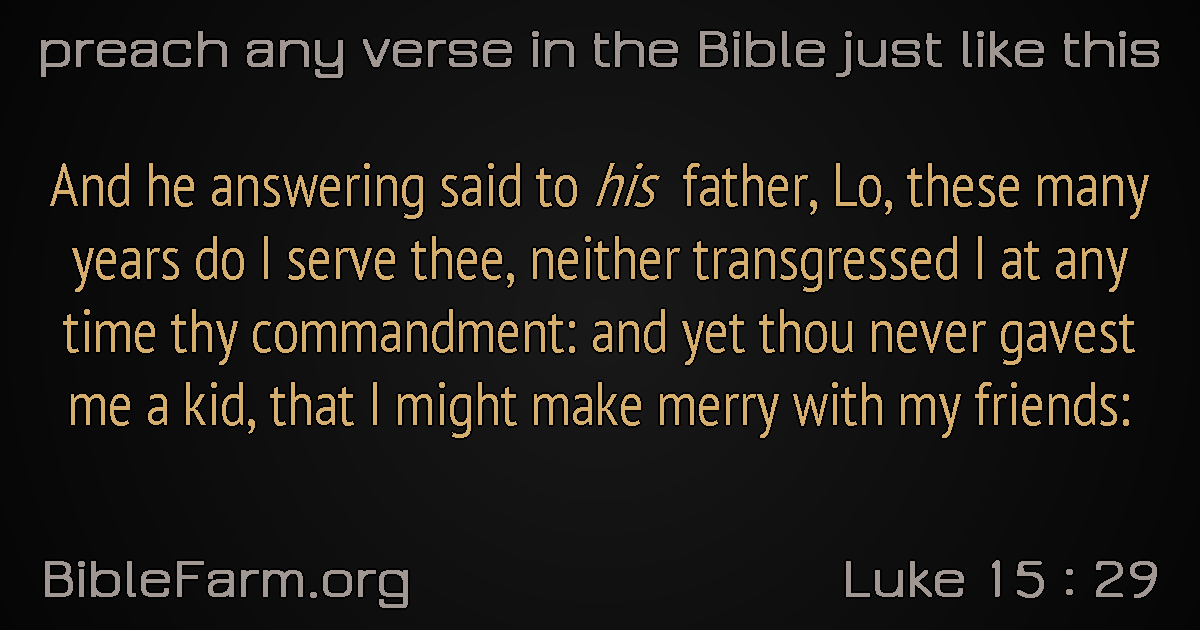 preach any verse in the Bible just like this
And he answering said to his father, Lo, these many
years do I serve thee, neither transgressed I at any
time thy commandment: and yet thou never gavest
me a kid, that I might make merry with my friends:
BibleFarm.org
Luke 15 : 29